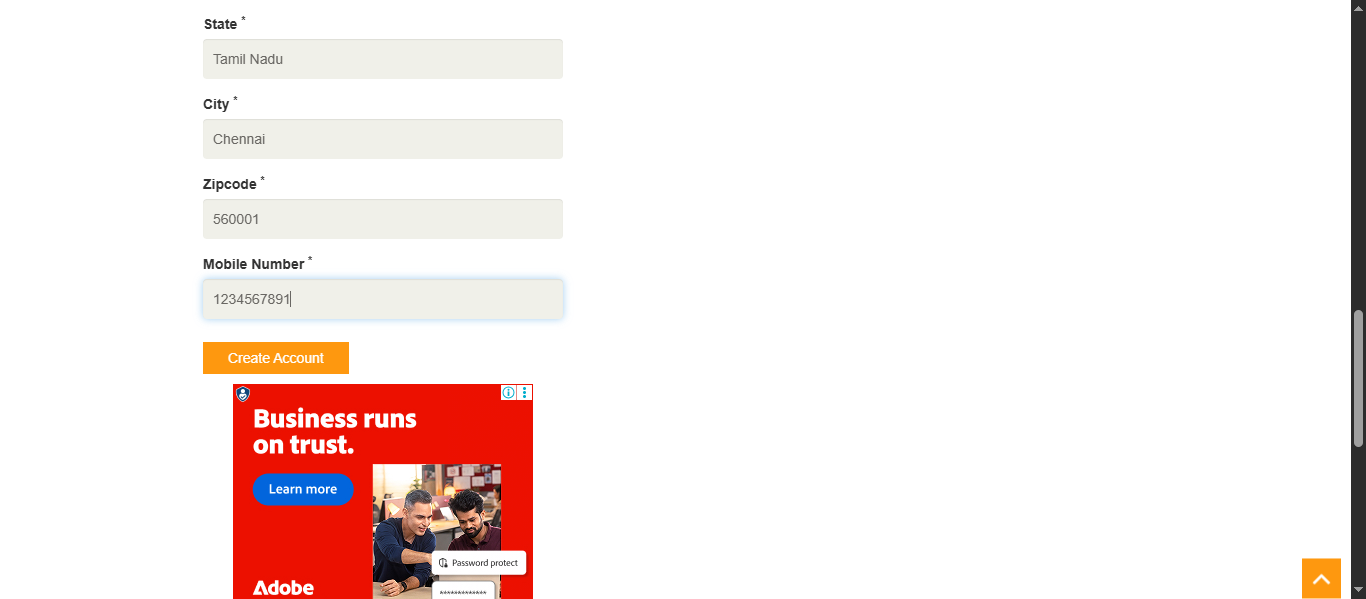 State *
Tamil Nadu
City *
Chennai
Zipcode *
560001
Mobile Number *
1234567891
Create Account
Business runs
on trust.
Learn more
Password protect
*************
Adobe